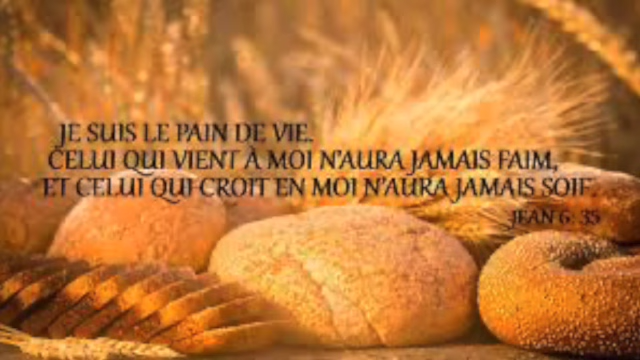 JE SUIS LE PAIN DE VIE.
CELUI QUI VIENT À MOI N'AURA JAMAIS FAIM,
ET CELUI QUI CROIT EN MOI N'AURA JAMAIS SOIF.
JEAN 6: 35